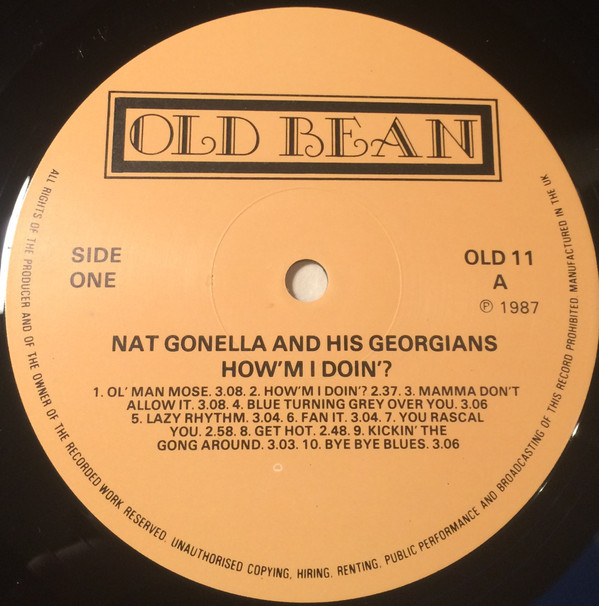 OLD BEAN
SIDE
ONE
OLD 11
A
℗ 1987
NAT GONELLA AND HIS GEORGIANS
HOW'M I DOIN'?
1. OL' MAN MOSE. 3.08. 2. HOW'M I DOIN'? 2.37. 3. MAMMA DON'T
ALLOW IT. 3.08. 4. BLUE TURNING GREY OVER YOU. 3.06
5. LAZY RHYTHM. 3.04. 6. FAN IT. 3.04. 7. YOU RASCAL
YOU. 2.58. 8. GET HOT. 2.48. 9. KICKIN' THE
GONG AROUND. 3.03. 10. BYE BYE BLUES. 3.06
ALL RIGHTS OF THE PRODUCER AND OF THE OWNER OF THE RECORDED WORK RESERVED. UNAUTHORISED COPYING, HIRING, RENTING, PUBLIC PERFORMANCE AND BROADCASTING OF THIS RECORD PROHIBITED. MANUFACTURED IN THE UK.